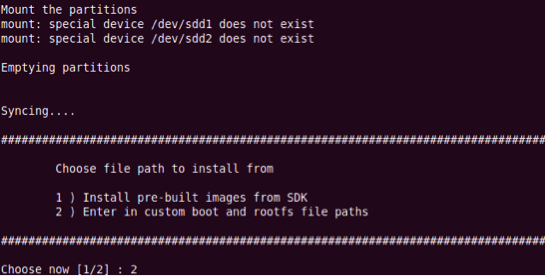 Mount the partitions
mount: special device /dev/sdd1 does not exist
mount: special device /dev/sdd2 does not exist
Emptying partitions
Syncing....
################################################################################
Choose file path to install from
1 ) Install pre-built images from SDK
2 ) Enter in custom boot and rootfs file paths
################################################################################
Choose now [1/2] : 2